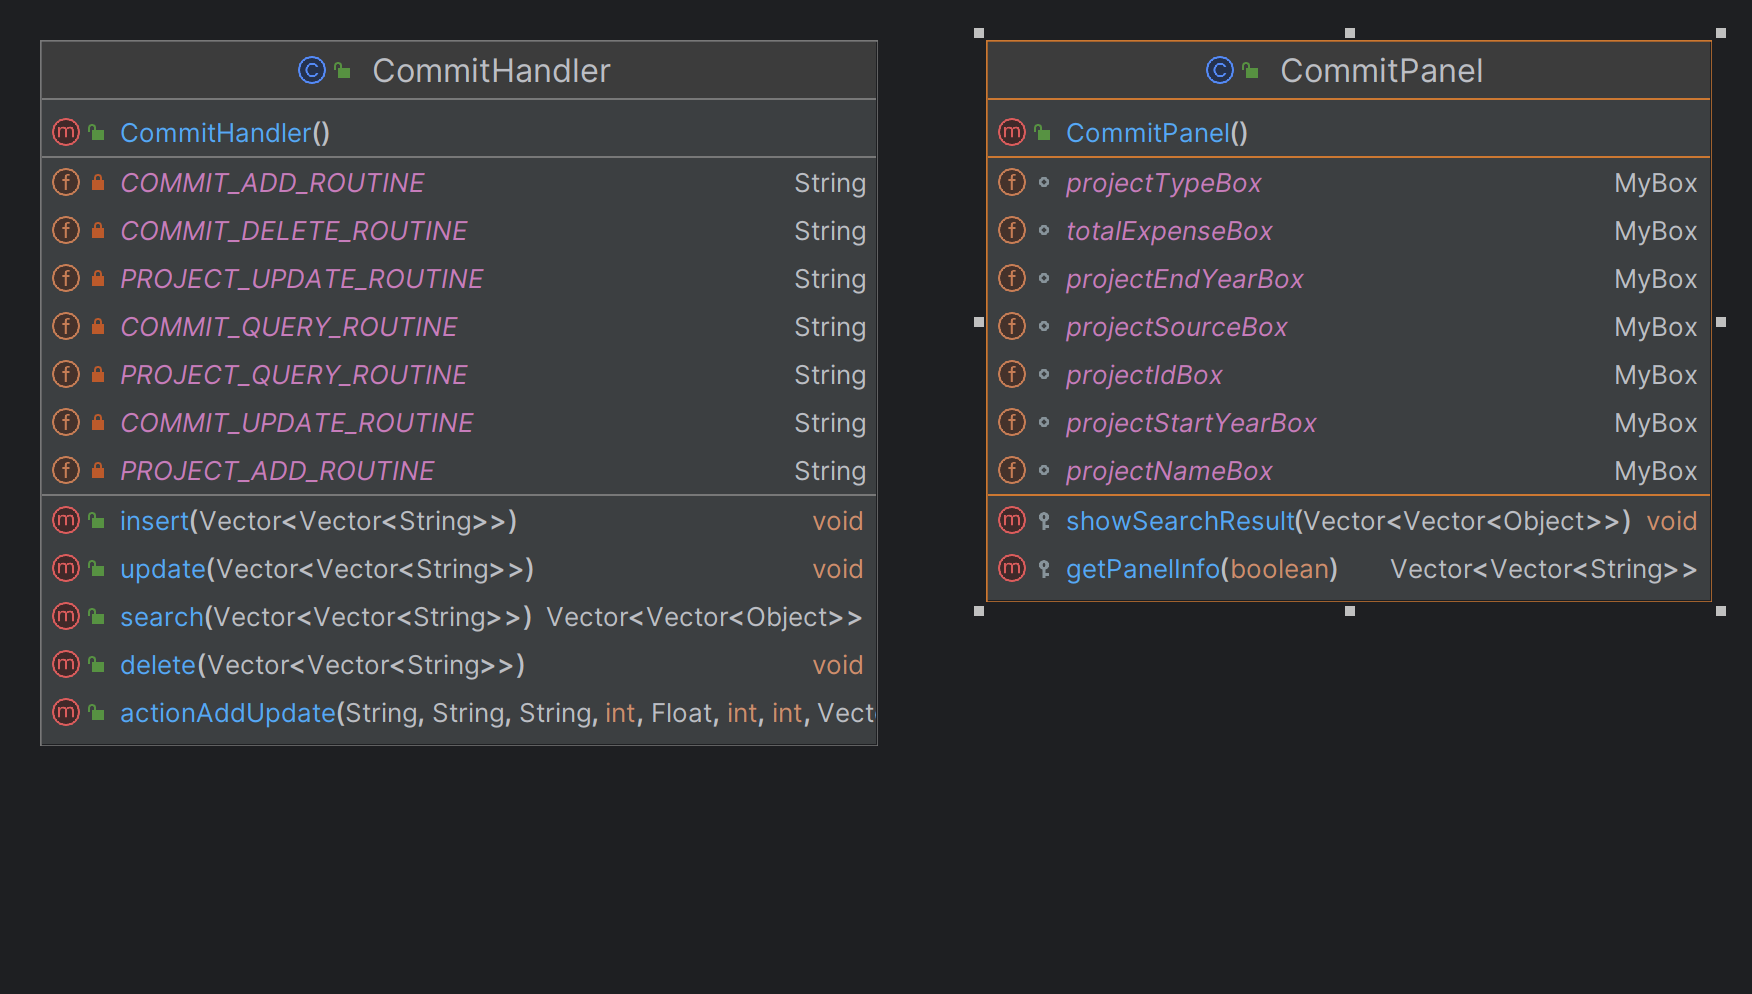 CommitHandler
CommitHandler()
COMMIT_ADD_ROUTINE String
COMMIT_DELETE_ROUTINE String
PROJECT_UPDATE_ROUTINE String
COMMIT_QUERY_ROUTINE String
PROJECT_QUERY_ROUTINE String
COMMIT_UPDATE_ROUTINE String
PROJECT_ADD_ROUTINE String
insert(Vector<Vector<String>>) void
update(Vector<Vector<String>>) void
search(Vector<Vector<String>>) Vector<Vector<Object>>
delete(Vector<Vector<String>>) void
actionAddUpdate(String, String, String, int, Float, int, int, Vect
CommitPanel
CommitPanel()
projectTypeBox MyBox
totalExpenseBox MyBox
projectEndYearBox MyBox
projectSourceBox MyBox
projectIdBox MyBox
projectStartYearBox MyBox
projectNameBox MyBox
showSearchResult(Vector<Vector<Object>>) void
getPanelInfo(boolean) Vector<Vector<String>>